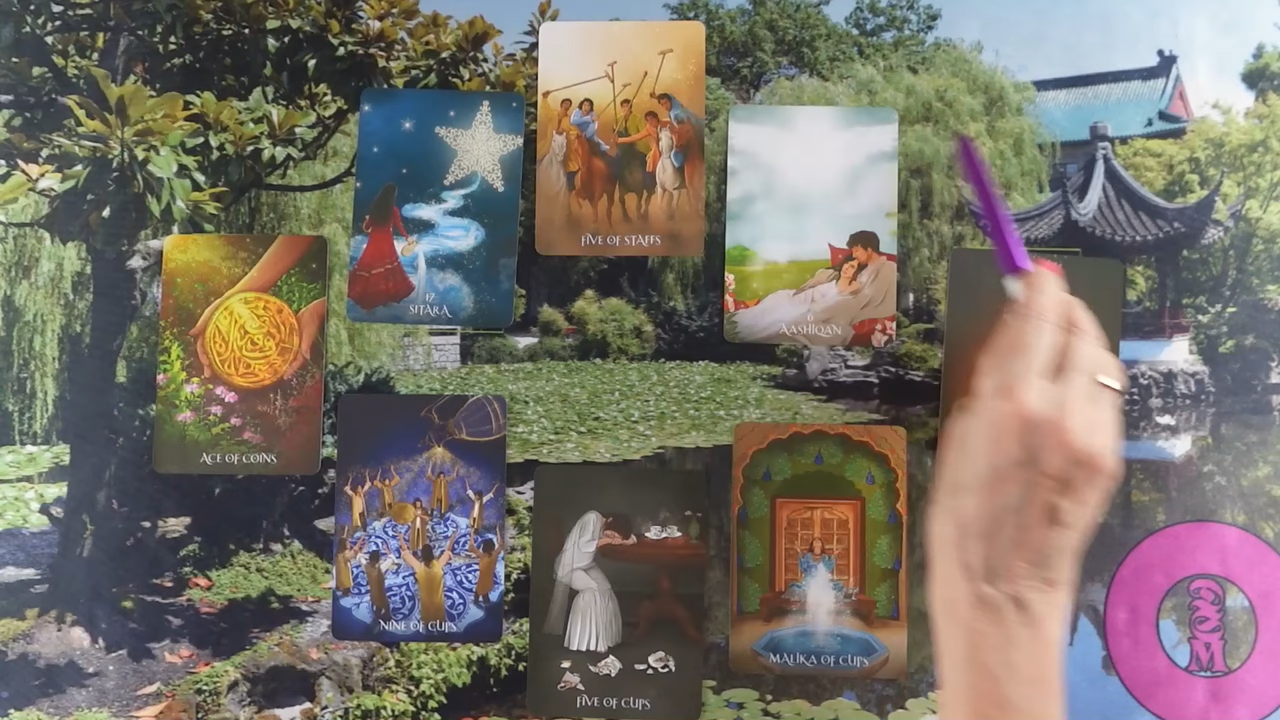 FIVE OF STAFFS
17
SITARA
6
AASHIQAN
ACE OF COINS
NINE OF CUPS
MALIKA OF CUPS
FIVE OF CUPS